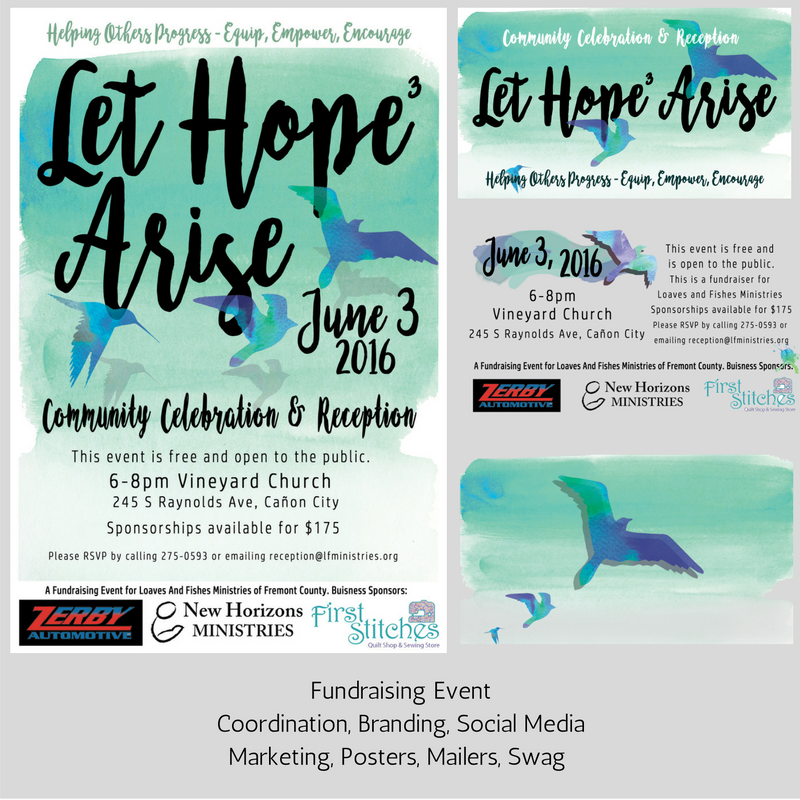 Helping Others Progress - Equip, Empower, Encourage
Let Hope³
Arise
June 3
2016
Community Celebration & Reception
This event is free and open to the public.
6-8pm Vineyard Church
245 S Raynolds Ave, Cañon City
Sponsorships available for $175
Please RSVP by calling 275-0593 or emailing reception@lfministries.org
A Fundraising Event for Loaves And Fishes Ministries of Fremont County. Buisness Sponsors:
ZERBY
AUTOMOTIVE
New Horizons
MINISTRIES
First
Stitches
Quilt Shop & Sewing Store
Community Celebration & Reception
Let Hope³ Arise
Helping Others Progress - Equip, Empower, Encourage
June 3, 2016
6-8pm
Vineyard Church
245 S Raynolds Ave, Cañon City
This event is free and
is open to the public.
This is a fundraiser for
Loaves and Fishes Ministries
Sponsorships available for $175
Please RSVP by calling 275-0593 or
emailing reception@lfministries.org
A Fundraising Event for Loaves And Fishes Ministries of Fremont County. Buisness Sponsors:
ZERBY
AUTOMOTIVE
New Horizons
MINISTRIES
First
Stitches
Quilt Shop & Sewing Store
Fundraising Event
Coordination, Branding, Social Media
Marketing, Posters, Mailers, Swag